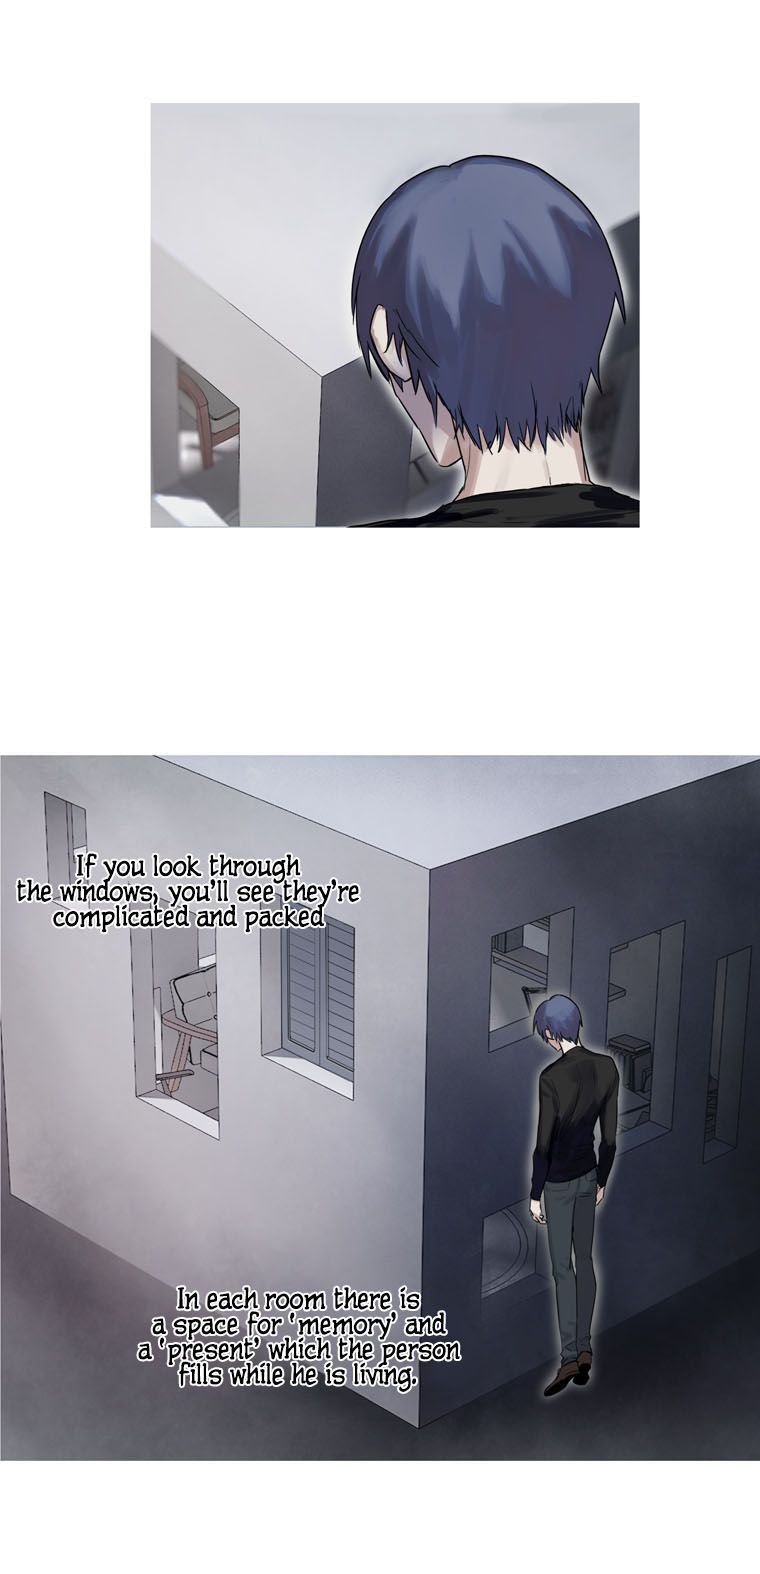 If you look through
the windows, you'll see they're
complicated and packed
In each room there is
a space for 'memory' and
a 'present' which the person
fills while he is living.